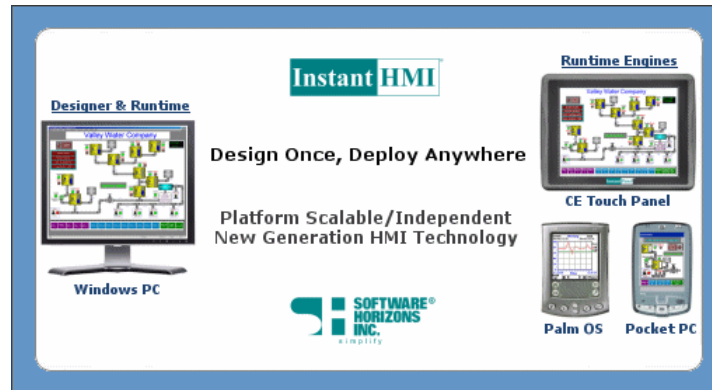 Instant HMI
Runtime Engines
Valley Water Company
Designer & Runtime
Valley Water Company
Design Once, Deploy Anywhere
CE Touch Panel
Platform Scalable/Independent
New Generation HMI Technology
Windows PC
SOFTWARE®
HORIZONS
INC.
simplify
Palm OS
Pocket PC